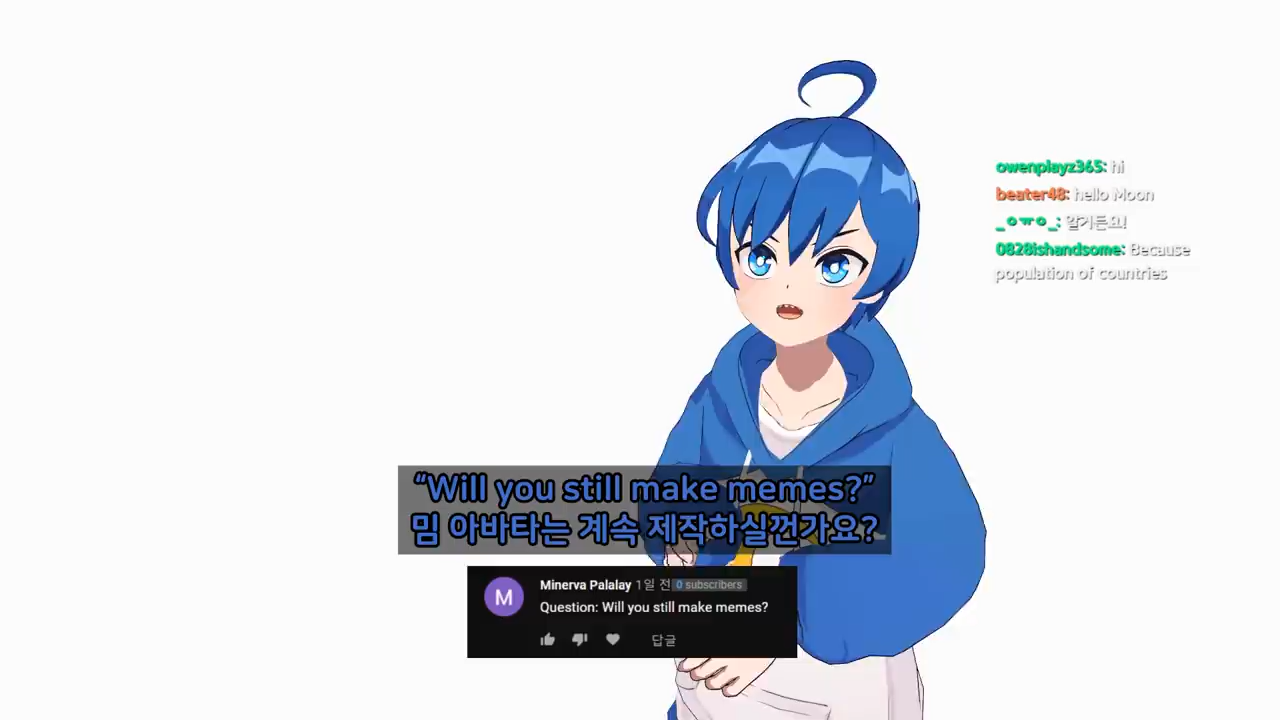 owenplayz365: hi
beater48: hello Moon
_ㅇㅠㅇ_: 알거든요!
0828ishandsome: Because
population of countries
“Will you still make memes?”
밈 아바타는 계속 제작하실껀가요?
M
Minerva Palalay 1일 전 0 subscribers
Question: Will you still make memes?
답글